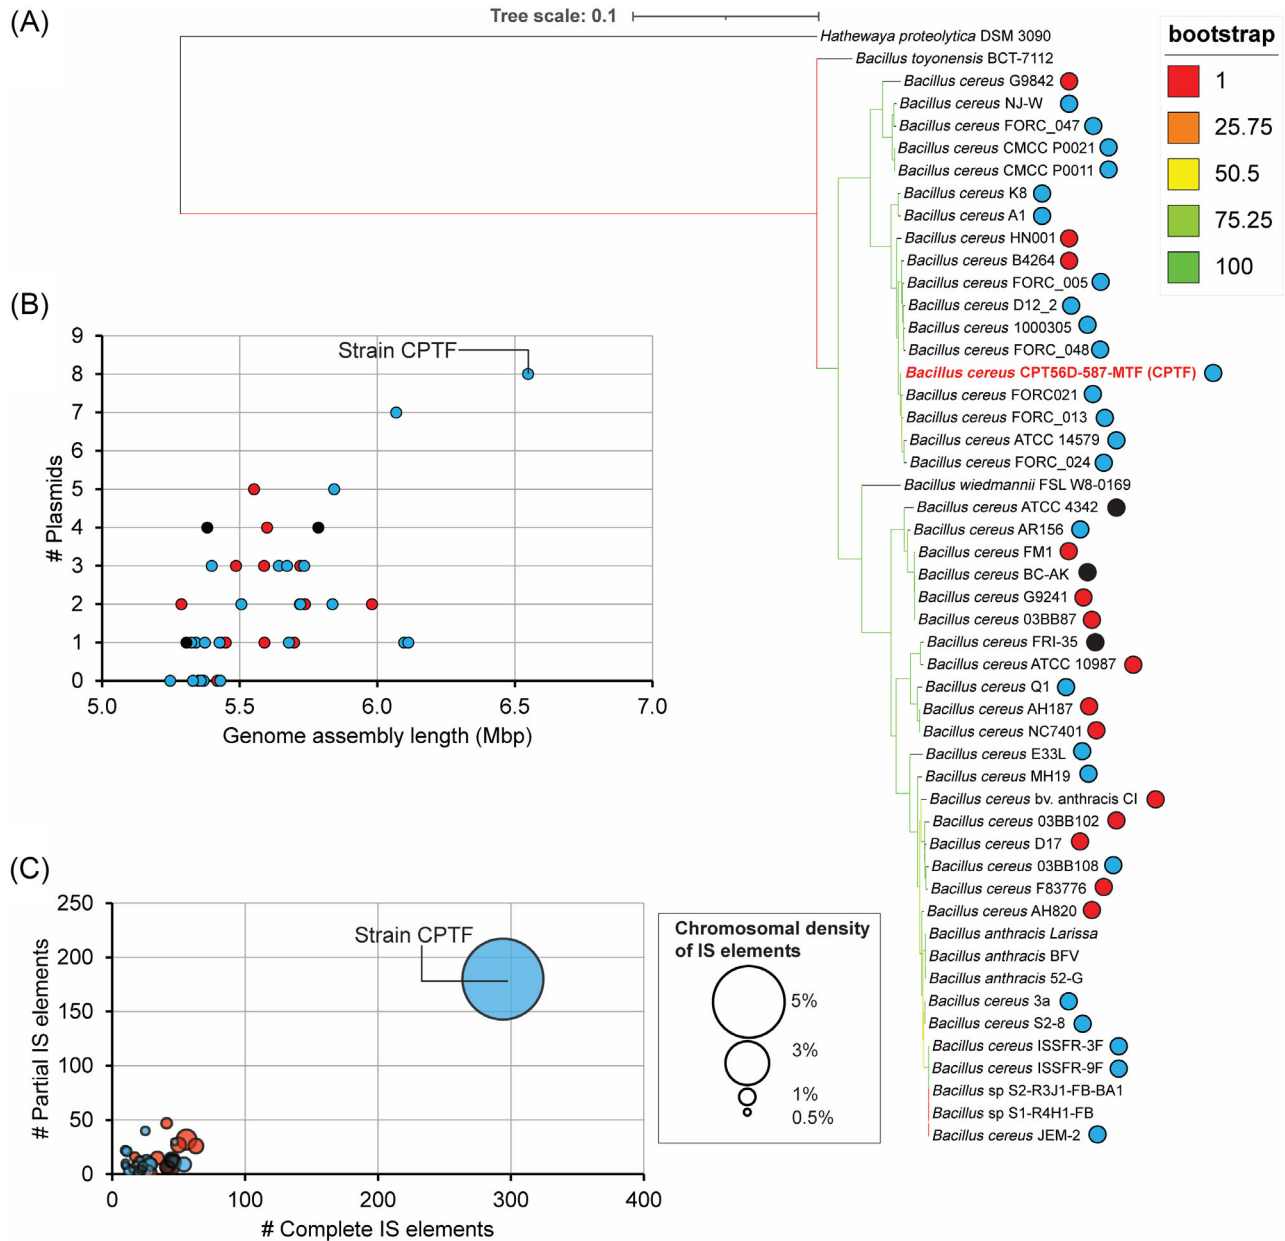 (A)
Tree scale: 0.1
Hathewaya proteolytica DSM 3090
Bacillus toyonensis BCT-7112
Bacillus cereus G9842
Bacillus cereus NJ-W
Bacillus cereus FORC_047
Bacillus cereus CMCC P0021
Bacillus cereus CMCC P0011
Bacillus cereus K8
Bacillus cereus A1
Bacillus cereus HN001
Bacillus cereus B4264
Bacillus cereus FORC_005
Bacillus cereus D12_2
Bacillus cereus 1000305
Bacillus cereus FORC_048
Bacillus cereus CPT56D-587-MTF (CPTF)
Bacillus cereus FORC021
Bacillus cereus FORC_013
Bacillus cereus ATCC 14579
Bacillus cereus FORC_024
Bacillus wiedmannii FSL W8-0169
Bacillus cereus ATCC 4342
Bacillus cereus AR156
Bacillus cereus FM1
Bacillus cereus BC-AK
Bacillus cereus G9241
Bacillus cereus 03BB87
Bacillus cereus FRI-35
Bacillus cereus ATCC 10987
Bacillus cereus Q1
Bacillus cereus AH187
Bacillus cereus NC7401
Bacillus cereus E33L
Bacillus cereus MH19
Bacillus cereus bv. anthracis CI
Bacillus cereus 03BB102
Bacillus cereus D17
Bacillus cereus 03BB108
Bacillus cereus F83776
Bacillus cereus AH820
Bacillus anthracis Larissa
Bacillus anthracis BFV
Bacillus anthracis 52-G
Bacillus cereus 3a
Bacillus cereus S2-8
Bacillus cereus ISSFR-3F
Bacillus cereus ISSFR-9F
Bacillus sp S2-R3J1-FB-BA1
Bacillus sp S1-R4H1-FB
Bacillus cereus JEM-2
bootstrap
1
25.75
50.5
75.25
100
(B)
# Plasmids
9
8
7
6
5
4
3
2
1
0
Strain CPTF
5.0 5.5 6.0 6.5 7.0
Genome assembly length (Mbp)
(C)
# Partial IS elements
250
200
150
100
50
0
Strain CPTF
0 100 200 300 400
# Complete IS elements
Chromosomal density
of IS elements
5%
3%
1%
0.5%